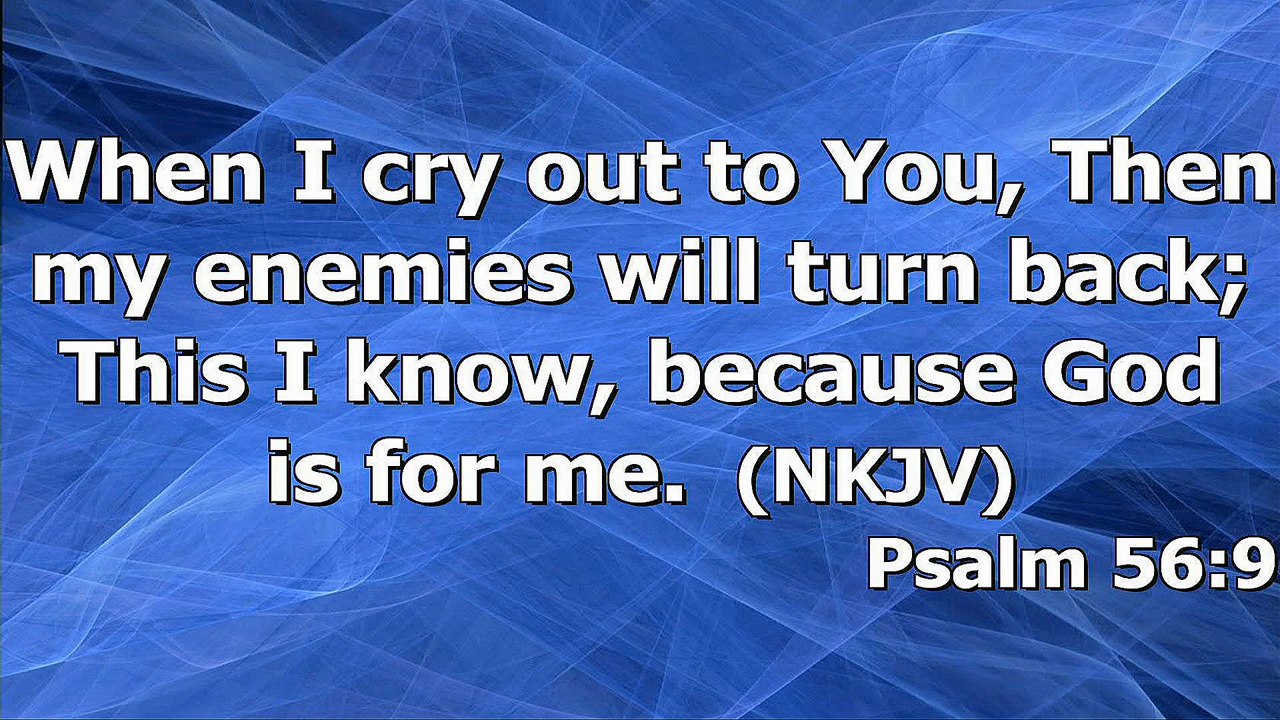 When I cry out to You, Then
my enemies will turn back;
This I know, because God
is for me. (NKJV)
Psalm 56:9